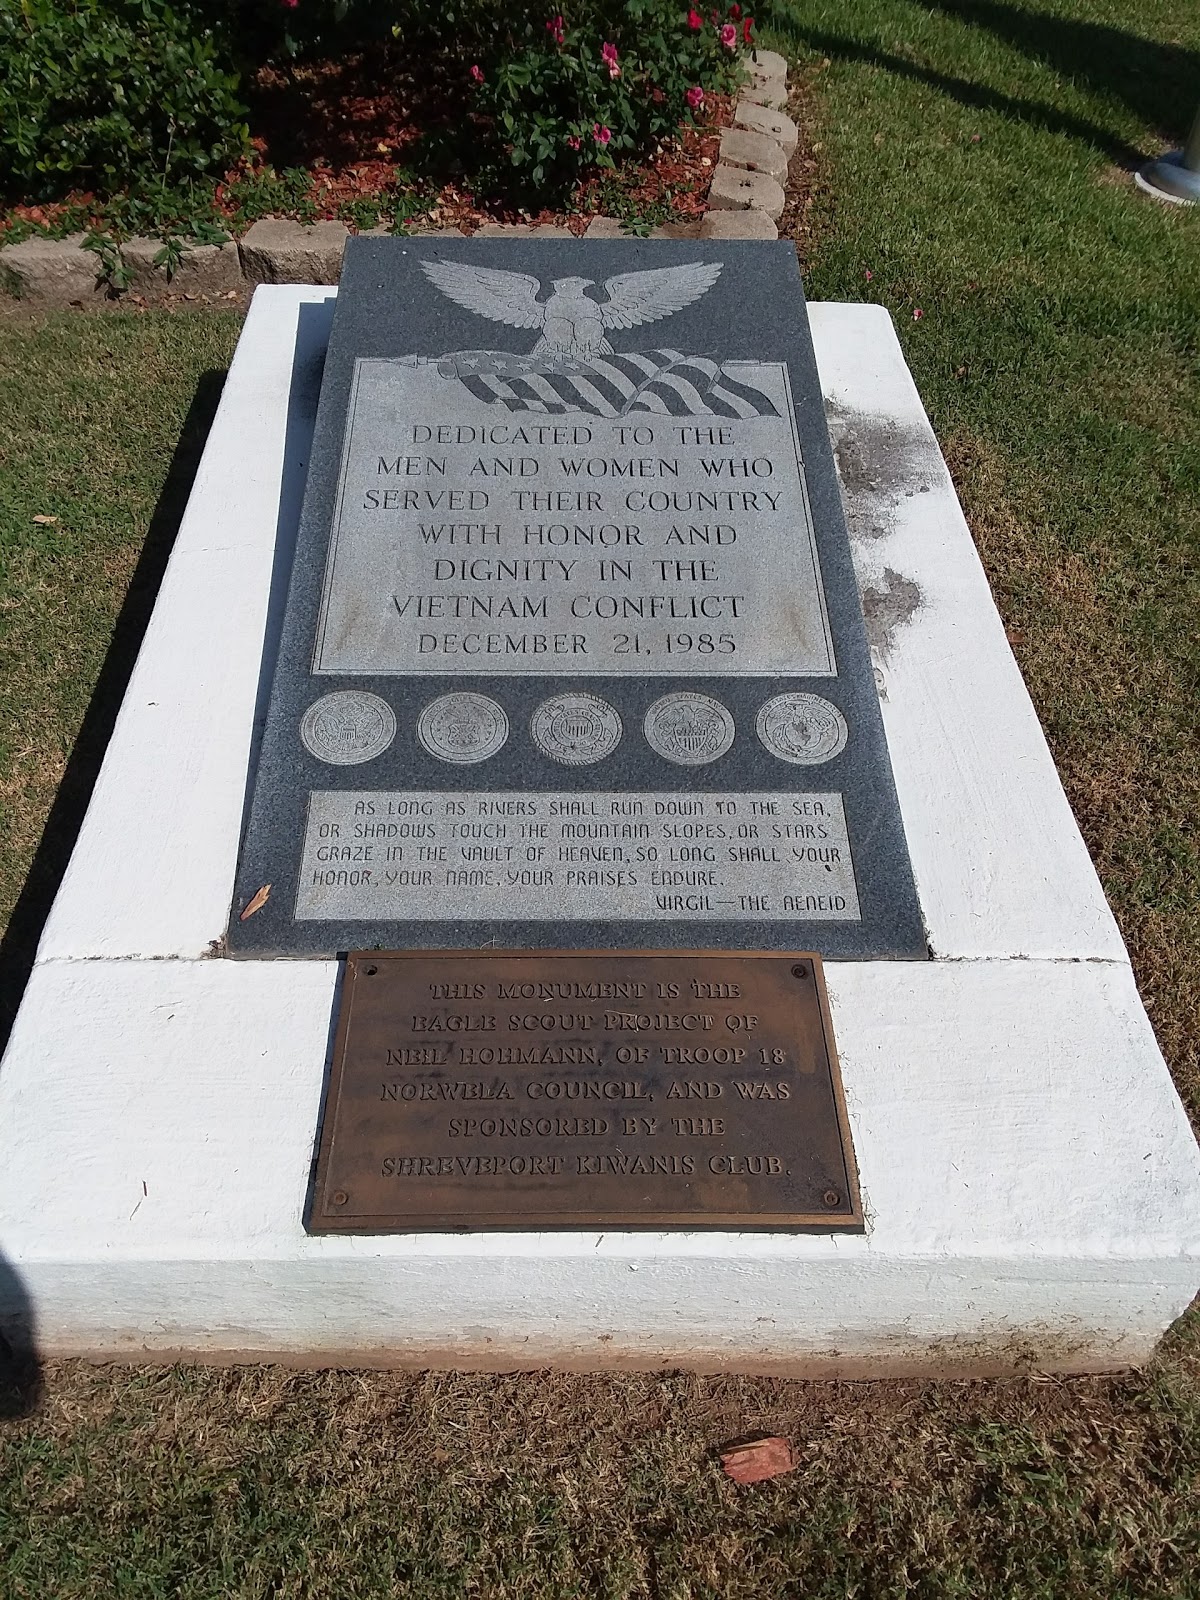 DEDICATED TO THE
MEN AND WOMEN WHO
SERVED THEIR COUNTRY
WITH HONOR AND
DIGNITY IN THE
VIETNAM CONFLICT
DECEMBER 21, 1985
AS LONG AS RIVERS SHALL RUN DOWN TO THE SEA,
OR SHADOWS TOUCH THE MOUNTAIN SLOPES, OR STARS
GRAZE IN THE VAULT OF HEAVEN, SO LONG SHALL YOUR
HONOR, YOUR NAME, YOUR PRAISES ENDURE.
VIRGIL—THE AENEID
THIS MONUMENT IS THE
EAGLE SCOUT PROJECT OF
NEIL HOHMANN, OF TROOP 18
NORWELA COUNCIL, AND WAS
SPONSORED BY THE
SHREVEPORT KIWANIS CLUB.